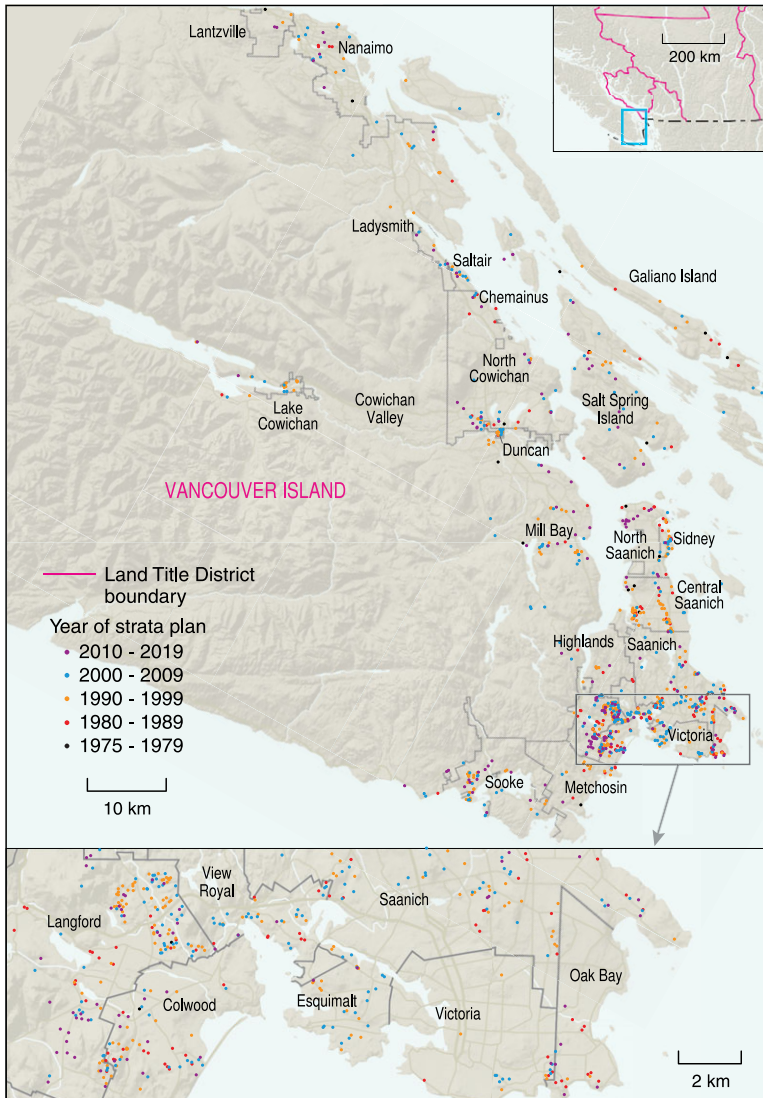 Lantzville
Nanaimo
200 km
Ladysmith
Saltair
Galiano Island
Chemainus
North
Cowichan
Lake
Cowichan
Cowichan
Valley
Salt Spring
Island
Duncan
VANCOUVER ISLAND
Mill Bay
North
Saanich
Sidney
Land Title District
boundary
Central
Saanich
Year of strata plan
2010 - 2019
2000 - 2009
1990 - 1999
1980 - 1989
1975 - 1979
Highlands
Saanich
Victoria
10 km
Sooke
Metchosin
View
Royal
Saanich
Langford
Oak Bay
Colwood
Esquimalt
Victoria
2 km